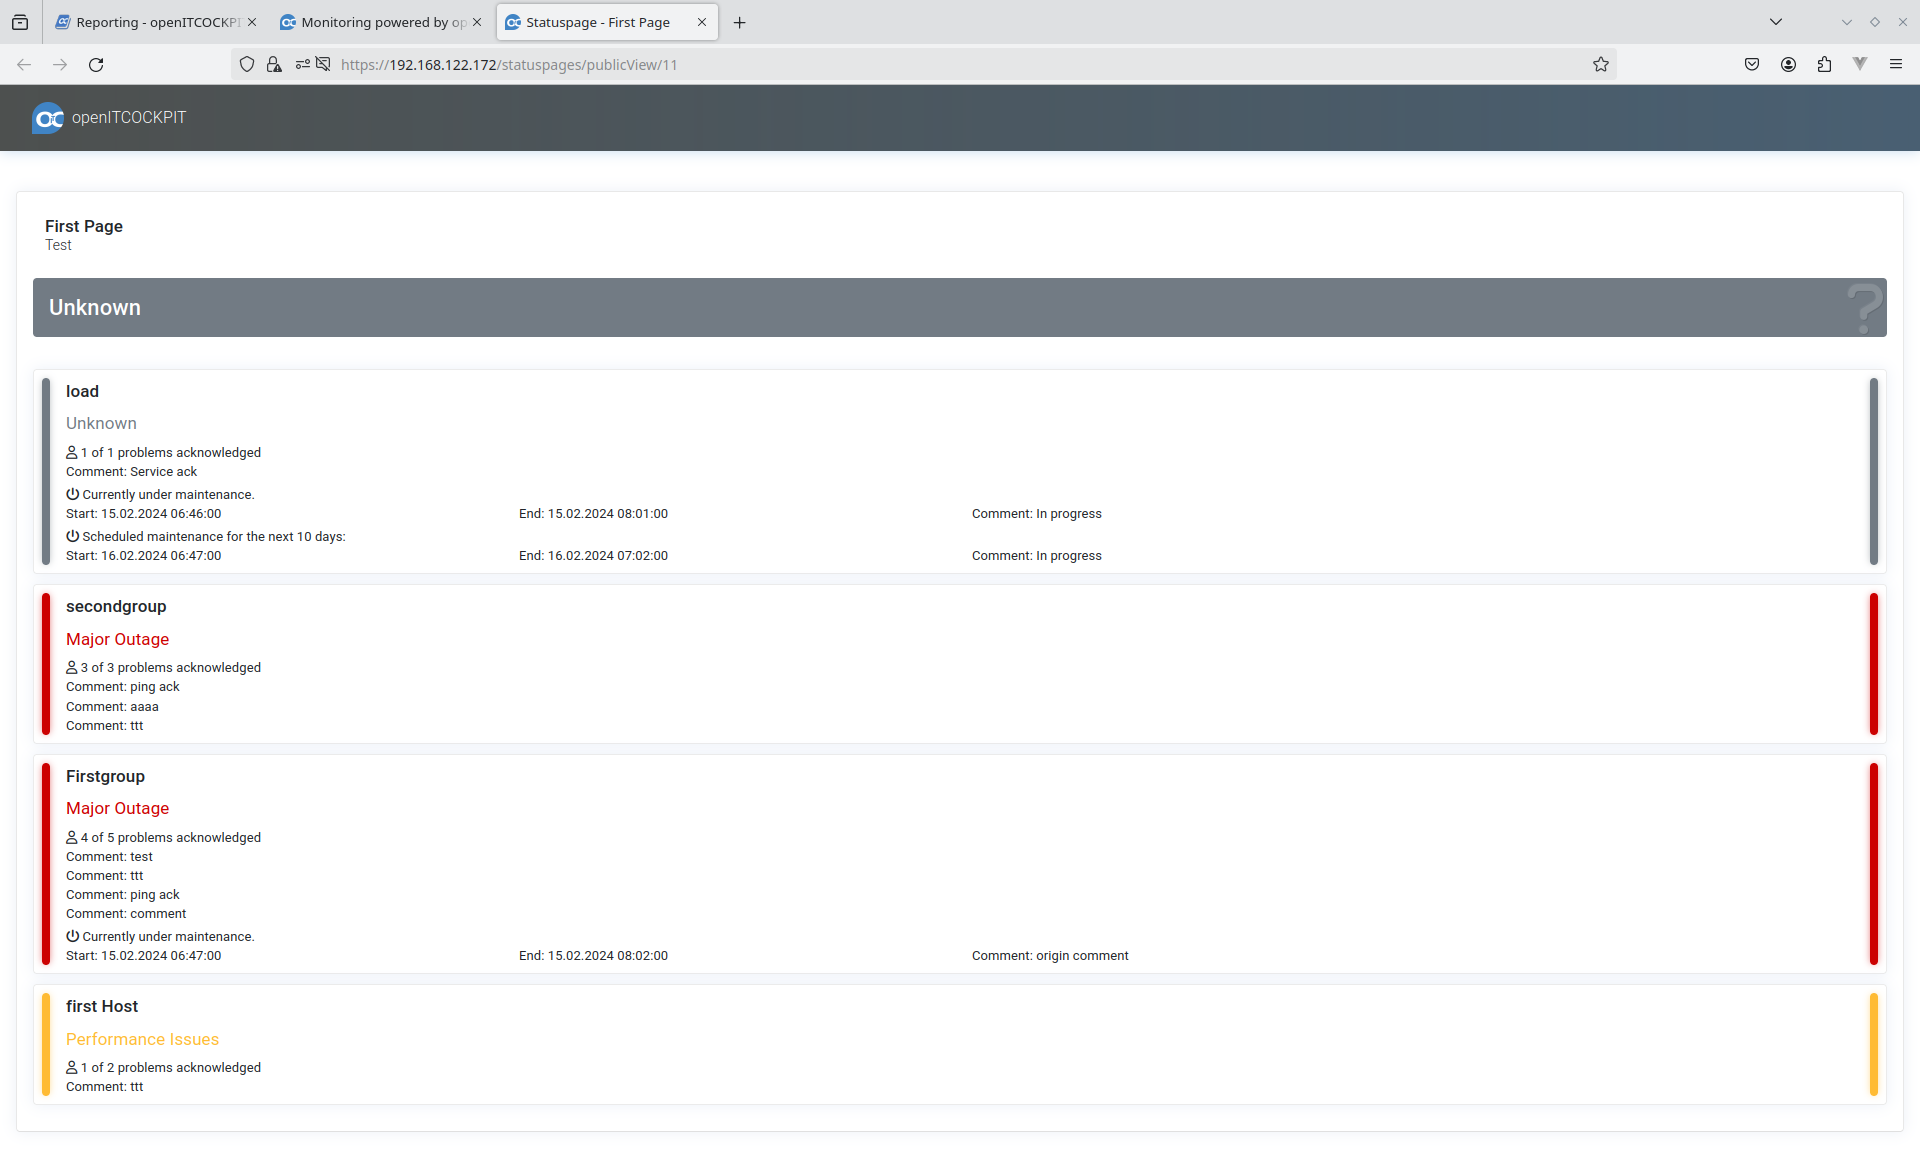 Reporting - openITCOCKPI
Monitoring powered by op
Statuspage - First Page
https://192.168.122.172/statuspages/publicView/11
openITCOCKPIT
First Page
Test
Unknown
load
Unknown
1 of 1 problems acknowledged
Comment: Service ack
Currently under maintenance.
Start: 15.02.2024 06:46:00 End: 15.02.2024 08:01:00 Comment: In progress
Scheduled maintenance for the next 10 days:
Start: 16.02.2024 06:47:00 End: 16.02.2024 07:02:00 Comment: In progress
secondgroup
Major Outage
3 of 3 problems acknowledged
Comment: ping ack
Comment: aaaa
Comment: ttt
Firstgroup
Major Outage
4 of 5 problems acknowledged
Comment: test
Comment: ttt
Comment: ping ack
Comment: comment
Currently under maintenance.
Start: 15.02.2024 06:47:00 End: 15.02.2024 08:02:00 Comment: origin comment
first Host
Performance Issues
1 of 2 problems acknowledged
Comment: ttt